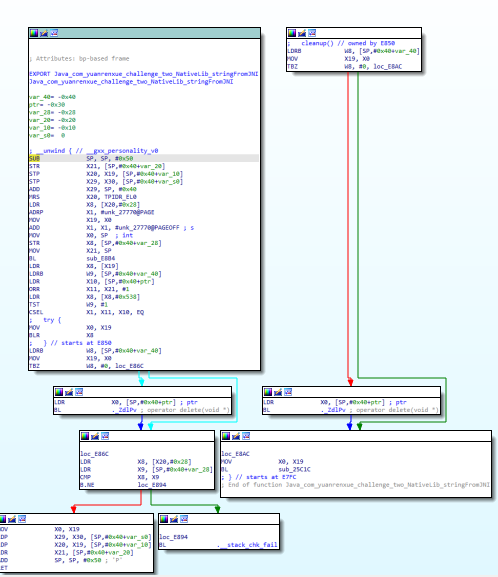 ; Attributes: bp-based frame
EXPORT Java_com_yuanrenxue_challenge_two_NativeLib_stringFromJNI
Java_com_yuanrenxue_challenge_two_NativeLib_stringFromJNI
var_40= -0x40
ptr= -0x30
var_28= -0x28
var_20= -0x20
var_10= -0x10
var_s0= 0
; __unwind { // __gxx_personality_v0
SUB SP, SP, #0x50
STR X21, [SP,#0x40+var_20]
STP X20, X19, [SP,#0x40+var_10]
STP X29, X30, [SP,#0x40+var_s0]
ADD X29, SP, #0x40
MRS X20, TPIDR_EL0
LDR X8, [X20,#0x28]
ADRP X1, #unk_27770@PAGE
MOV X19, X0
ADD X1, X1, #unk_27770@PAGEOFF ; s
MOV X0, SP ; int
STR X8, [SP,#0x40+var_28]
MOV X21, SP
BL sub_E8B4
LDR X8, [X19]
LDRB W9, [SP,#0x40+var_40]
LDR X10, [SP,#0x40+ptr]
ORR X11, X21, #1
LDR X8, [X8,#0x538]
TST W9, #1
CSEL X1, X11, X10, EQ
; try {
MOV X0, X19
BLR X8
; } // starts at E850
LDRB W8, [SP,#0x40+var_40]
MOV X19, X0
TBZ W8, #0, loc_E86C
; cleanup() // owned by E850
LDRB W8, [SP,#0x40+var_40]
MOV X19, X0
TBZ W8, #0, loc_E8AC
LDR X0, [SP,#0x40+ptr] ; ptr
BL ._ZdlPv ; operator delete(void *)
LDR X0, [SP,#0x40+ptr] ; ptr
BL ._ZdlPv ; operator delete(void *)
loc_E86C
LDR X8, [X20,#0x28]
LDR X9, [SP,#0x40+var_28]
CMP X8, X9
B.NE loc_E894
loc_E8AC
MOV X0, X19
BL sub_25C1C
; } // starts at E7FC
; End of function Java_com_yuanrenxue_challenge_two_NativeLib_stringFromJNI
OV X0, X19
DP X29, X30, [SP,#0x40+var_s0]
DP X20, X19, [SP,#0x40+var_10]
DR X21, [SP,#0x40+var_20]
DD SP, SP, #0x50 ; 'P'
ET
loc_E894
BL .__stack_chk_fail